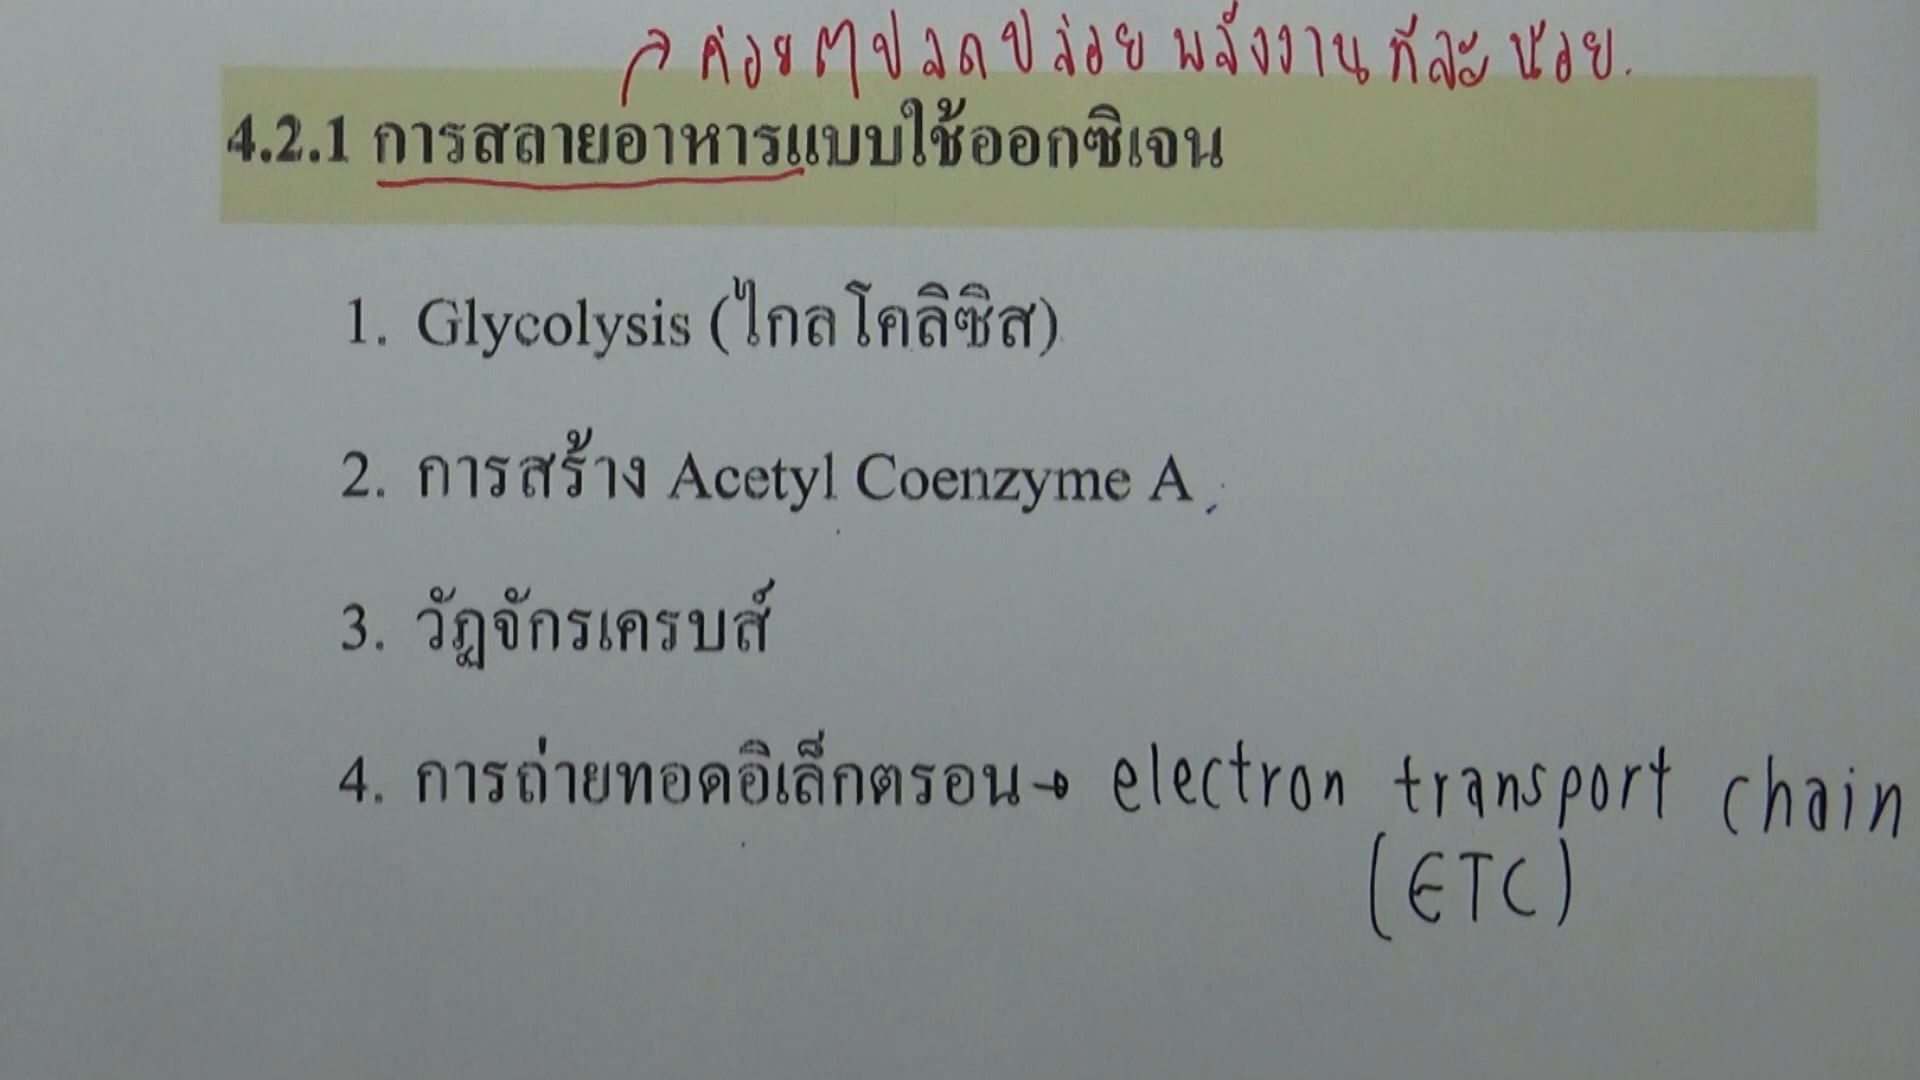 ค่อยๆปลดปล่อยพลังงานทีละน้อย.
4.2.1 การสลายอาหารแบบใช้ออกซิเจน
1. Glycolysis (ไกลโคลิซิส)
2. การสร้าง Acetyl Coenzyme A
3. วัฏจักรเครบส์
4. การถ่ายทอดอิเล็กตรอน → electron transport chain
(ETC)